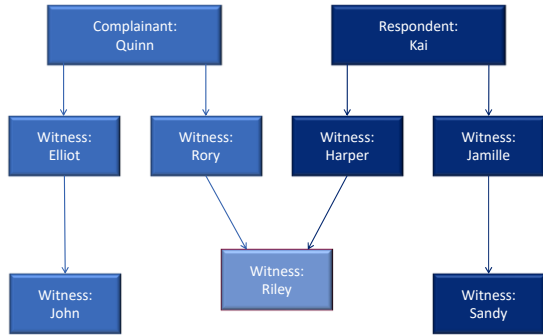 Complainant:
Quinn
Respondent:
Kai
Witness:
Elliot
Witness:
Rory
Witness:
Harper
Witness:
Jamille
Witness:
Riley
Witness:
John
Witness:
Sandy